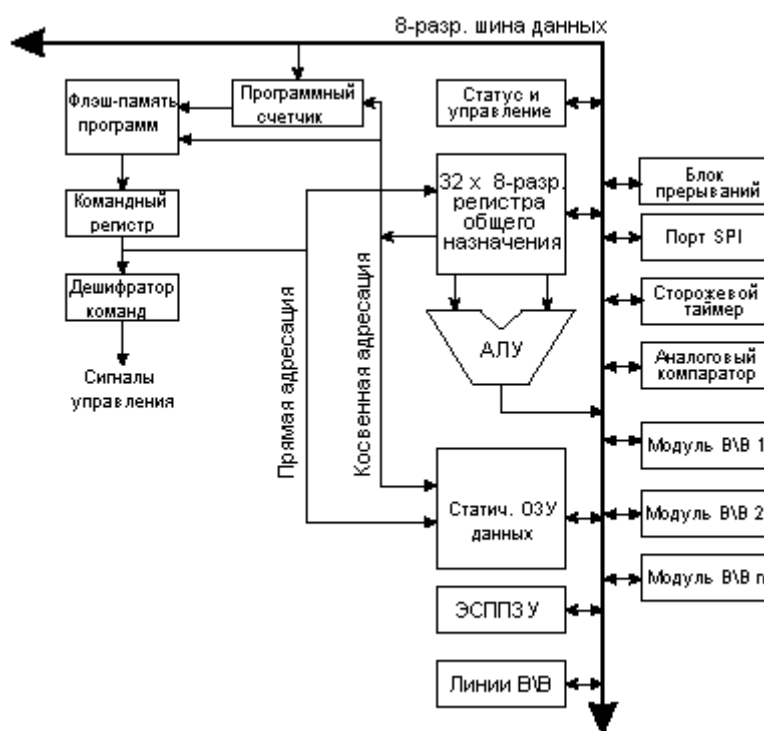 8-разр. шина данных
Флэш-память
программ
Программный
счетчик
Статус и
управление
Командный
регистр
32 x 8-разр.
регистра
общего
назначения
Блок
прерываний
Порт SPI
Дешифратор
команд
Сторожевой
таймер
АЛУ
Аналоговый
компаратор
Сигналы
управления
Прямая адресация
Косвенная адресация
Модуль В\В 1
Статич. ОЗУ
данных
Модуль В\В 2
Модуль В\В n
ЭСППЗУ
Линии В\В